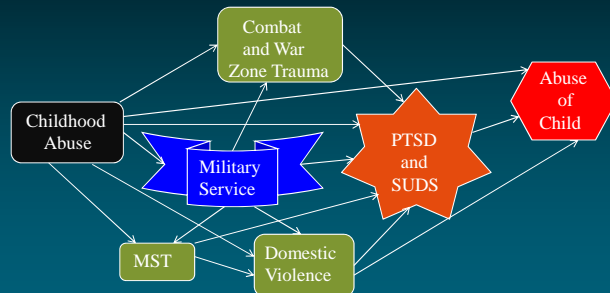 Combat
and War
Zone Trauma
Abuse
of
Child
Childhood
Abuse
Military
Service
PTSD
and
SUDS
MST
Domestic
Violence